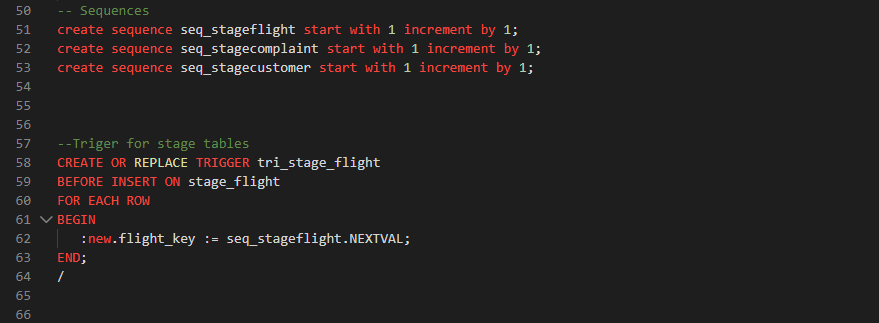 50 -- Sequences
51 create sequence seq_stageflight start with 1 increment by 1;
52 create sequence seq_stagecomplaint start with 1 increment by 1;
53 create sequence seq_stagecustomer start with 1 increment by 1;
54
55
56
57 --Triger for stage tables
58 CREATE OR REPLACE TRIGGER tri_stage_flight
59 BEFORE INSERT ON stage_flight
60 FOR EACH ROW
61 BEGIN
62 :new.flight_key := seq_stageflight.NEXTVAL;
63 END;
64 /
65
66